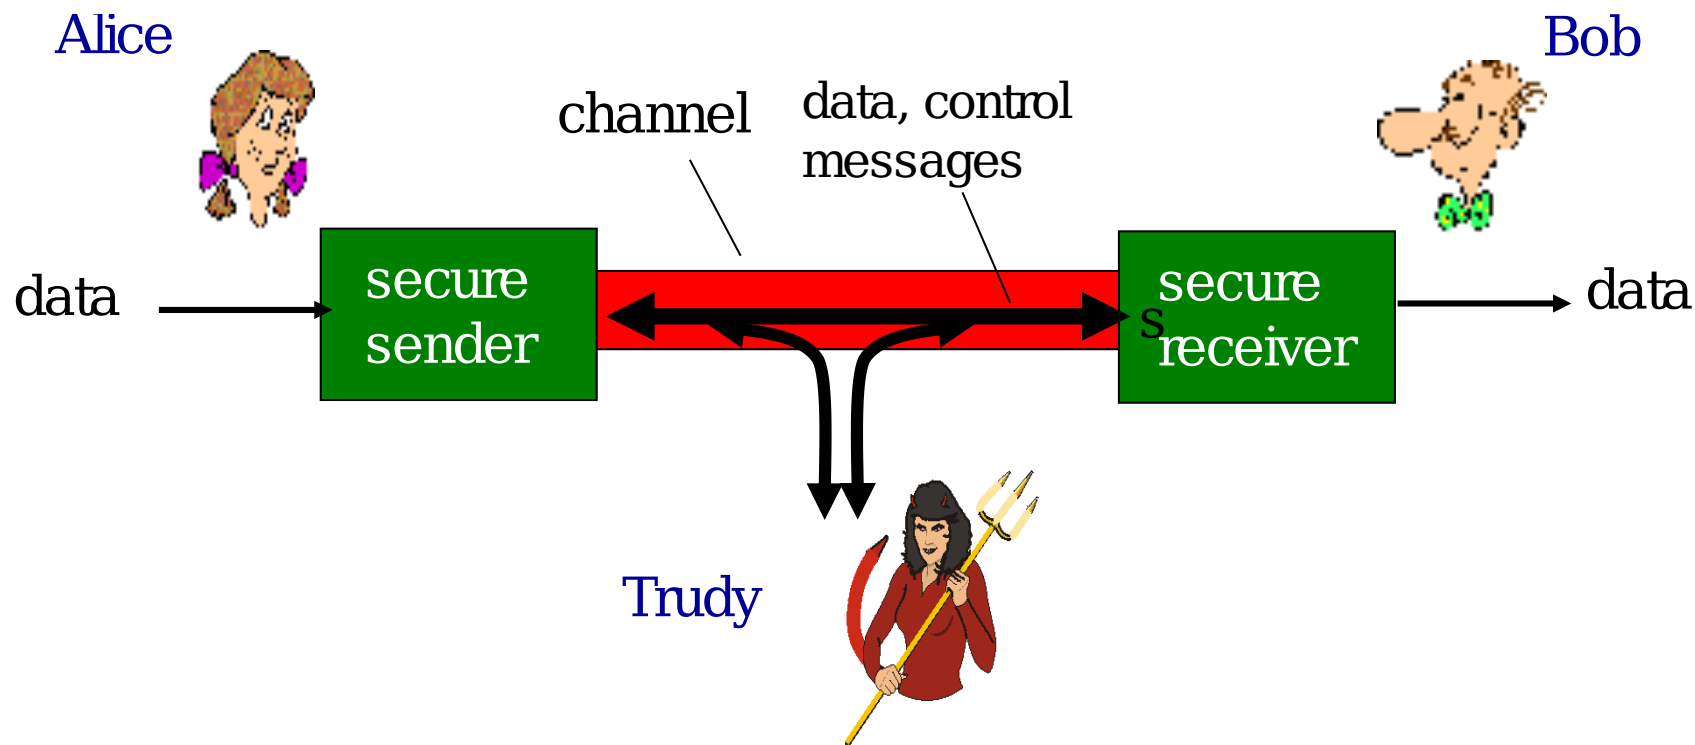 Alice
Bob
channel
data, control
messages
data
secure
sender
s
secure
receiver
data
Trudy